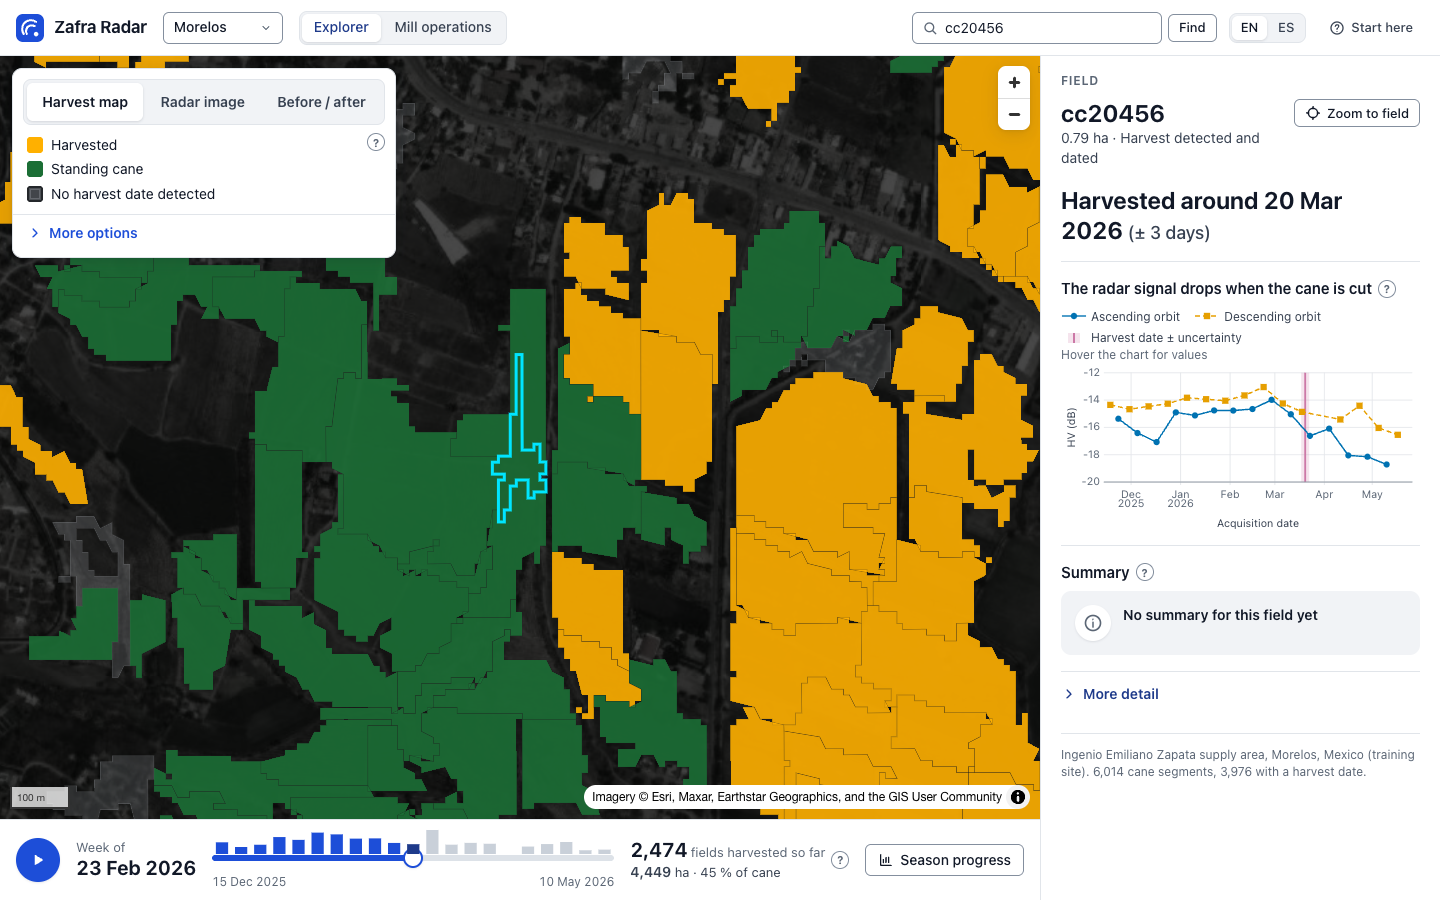 Zafra Radar
Morelos
Explorer
Mill operations
cc20456
Find
EN
ES
Start here
Harvest map
Radar image
Before / after
Harvested
?
Standing cane
No harvest date detected
More options
+
−
100 m
Imagery © Esri, Maxar, Earthstar Geographics, and the GIS User Community
Week of
23 Feb 2026
15 Dec 2025
10 May 2026
2,474 fields harvested so far
4,449 ha · 45 % of cane
?
Season progress
FIELD
cc20456
Zoom to field
0.79 ha · Harvest detected and
dated
Harvested around 20 Mar
2026 (± 3 days)
The radar signal drops when the cane is cut ?
Ascending orbit
Descending orbit
Harvest date ± uncertainty
Hover the chart for values
HV (dB)
-12
-14
-16
-18
-20
Dec
2025
Jan
2026
Feb
Mar
Apr
May
Acquisition date
Summary ?
No summary for this field yet
More detail
Ingenio Emiliano Zapata supply area, Morelos, Mexico (training
site). 6,014 cane segments, 3,976 with a harvest date.